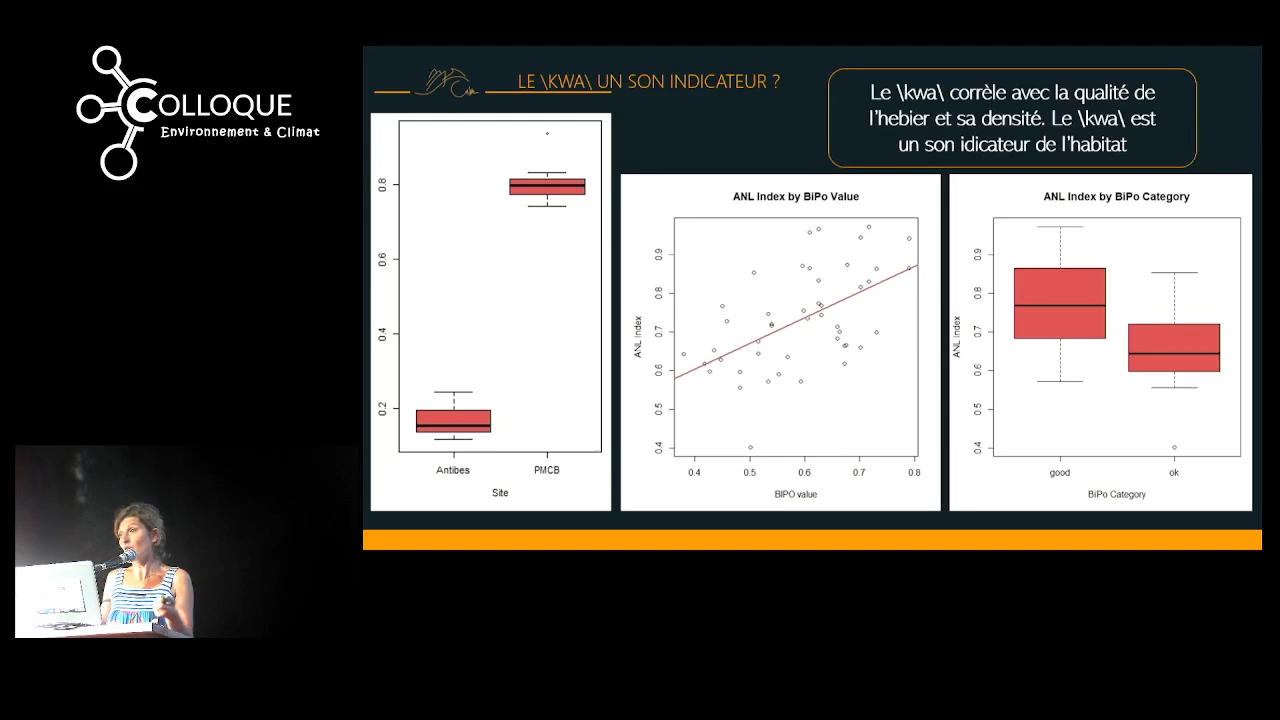 COLLOQUE
Environnement & Climat
LE \KWA\ UN SON INDICATEUR ?
Le \kwa\ corrèle avec la qualité de
l'hebier et sa densité. Le \kwa\ est
un son idicateur de l'habitat
0.8
0.6
0.4
0.2
Antibes PMCB
Site
ANL Index by BiPo Value
ANL Index
0.9
0.8
0.7
0.6
0.5
0.4
0.4 0.5 0.6 0.7 0.8
BIPO value
ANL Index by BiPo Category
ANL Index
0.9
0.8
0.7
0.6
0.5
0.4
good ok
BiPo Category